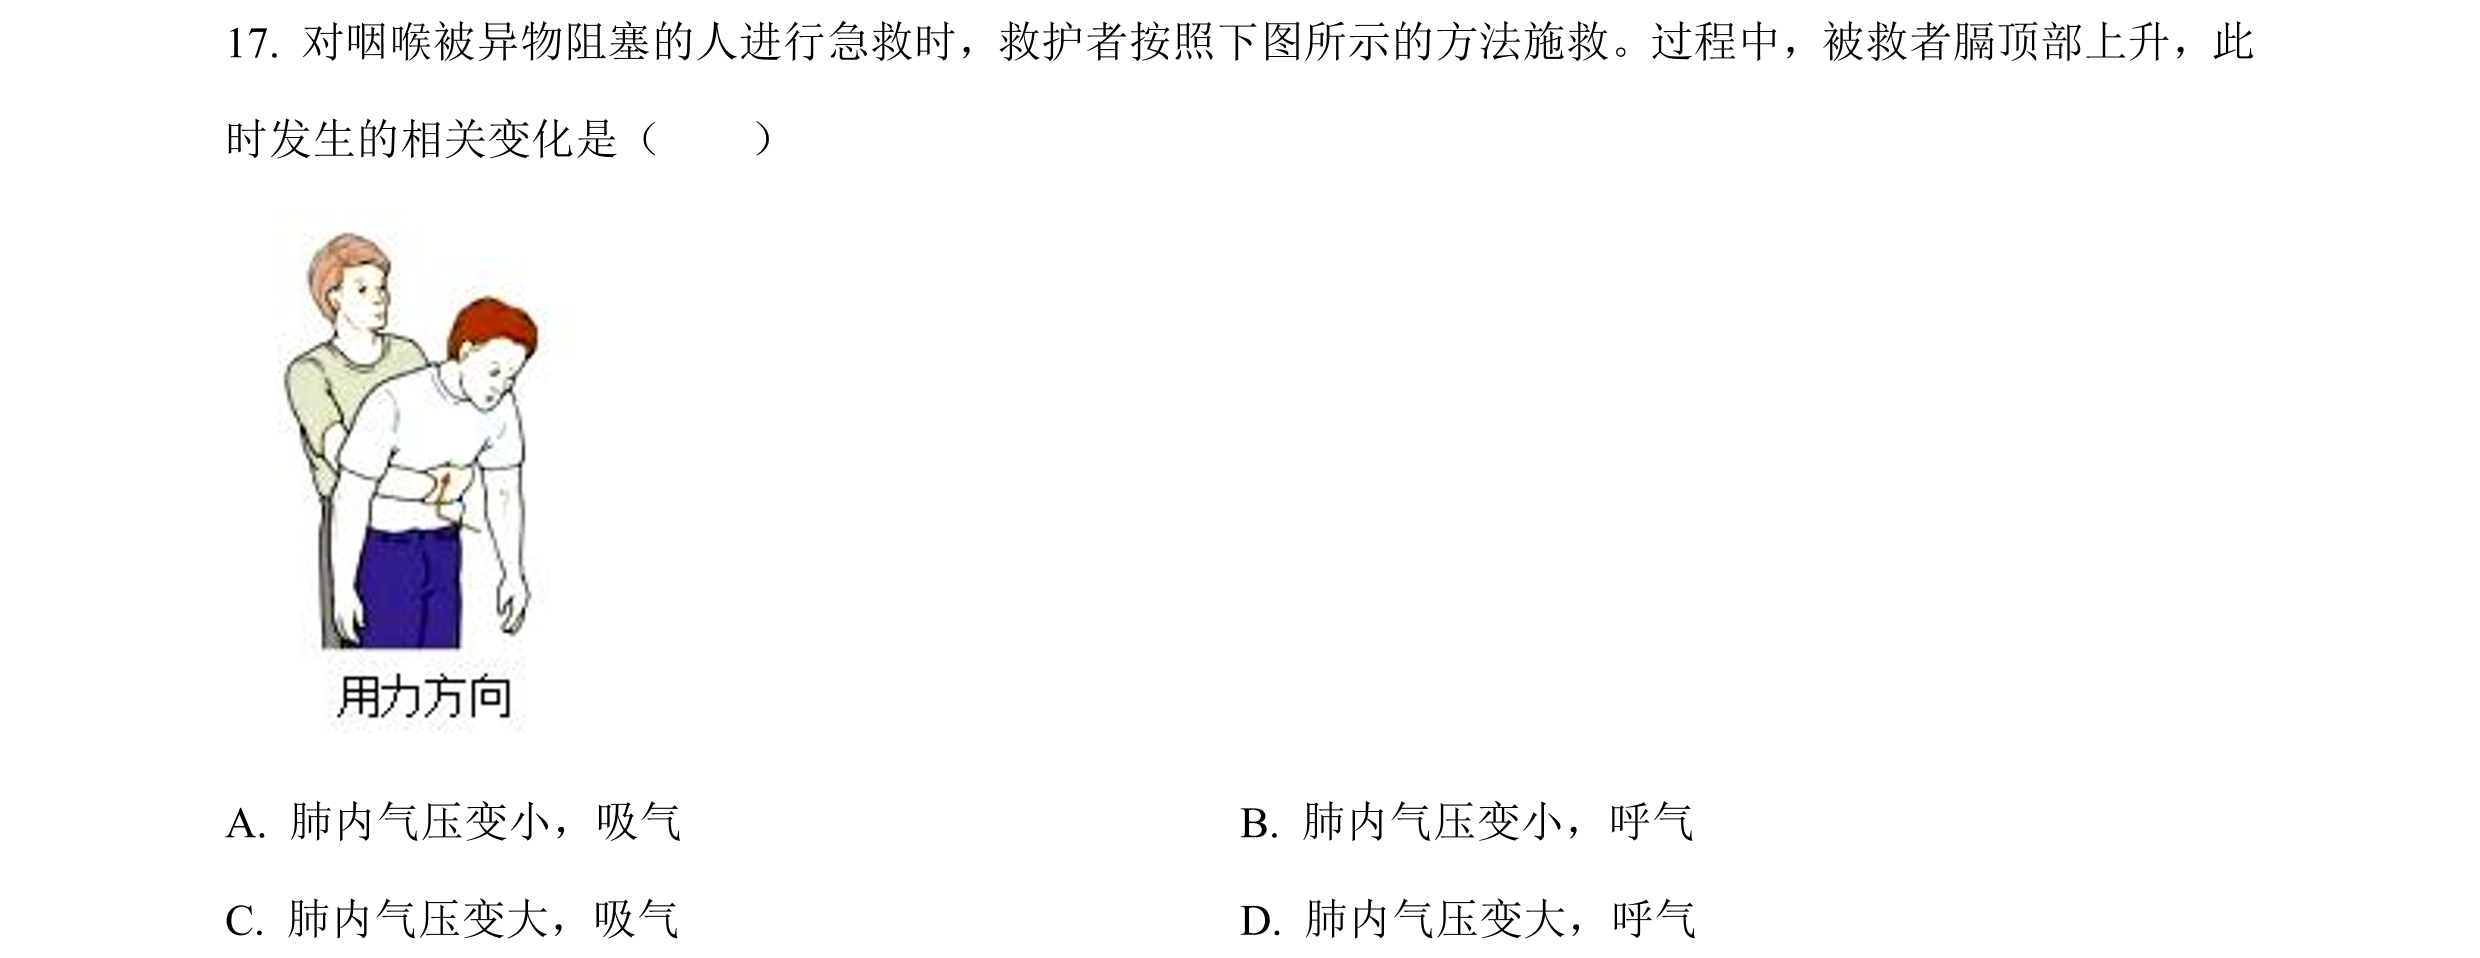 17. 对咽喉被异物阻塞的人进行急救时，救护者按照下图所示的方法施救。过程中，被救者膈顶部上升，此
时发生的相关变化是（　　）
用力方向
A. 肺内气压变小，吸气 B. 肺内气压变小，呼气
C. 肺内气压变大，吸气 D. 肺内气压变大，呼气